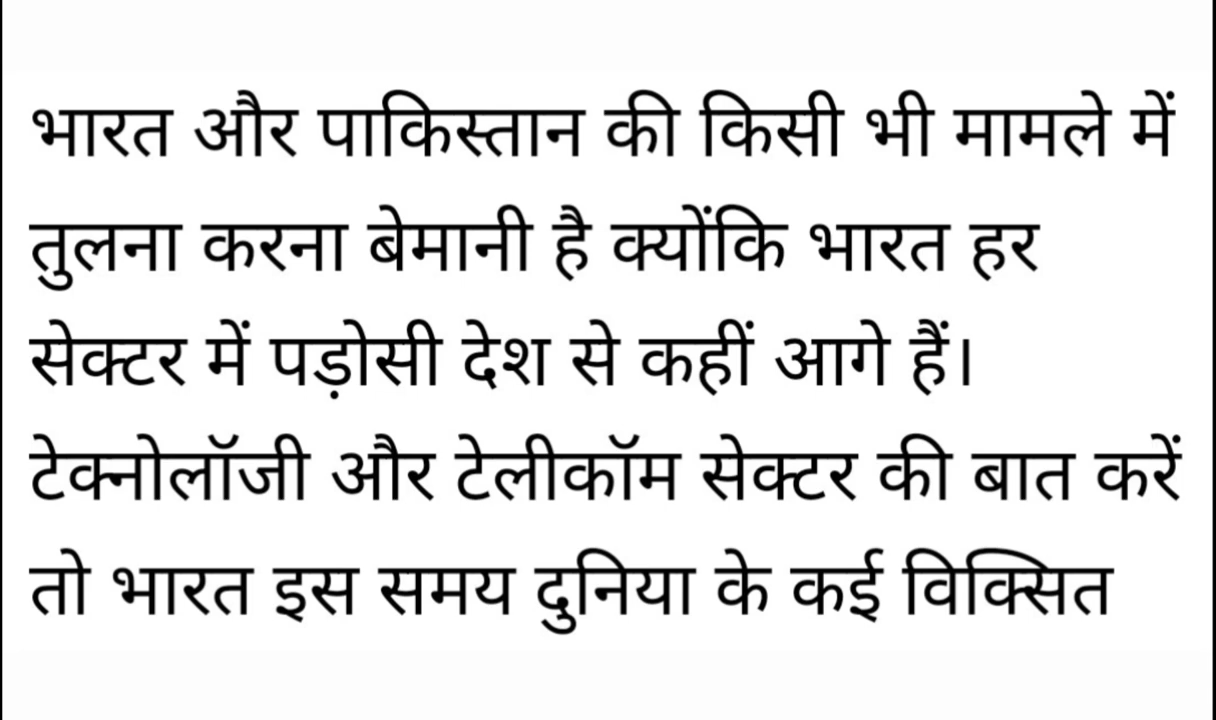 भारत और पाकिस्तान की किसी भी मामले में
तुलना करना बेमानी है क्योंकि भारत हर
सेक्टर में पड़ोसी देश से कहीं आगे हैं।
टेक्नोलॉजी और टेलीकॉम सेक्टर की बात करें
तो भारत इस समय दुनिया के कई विक्सित